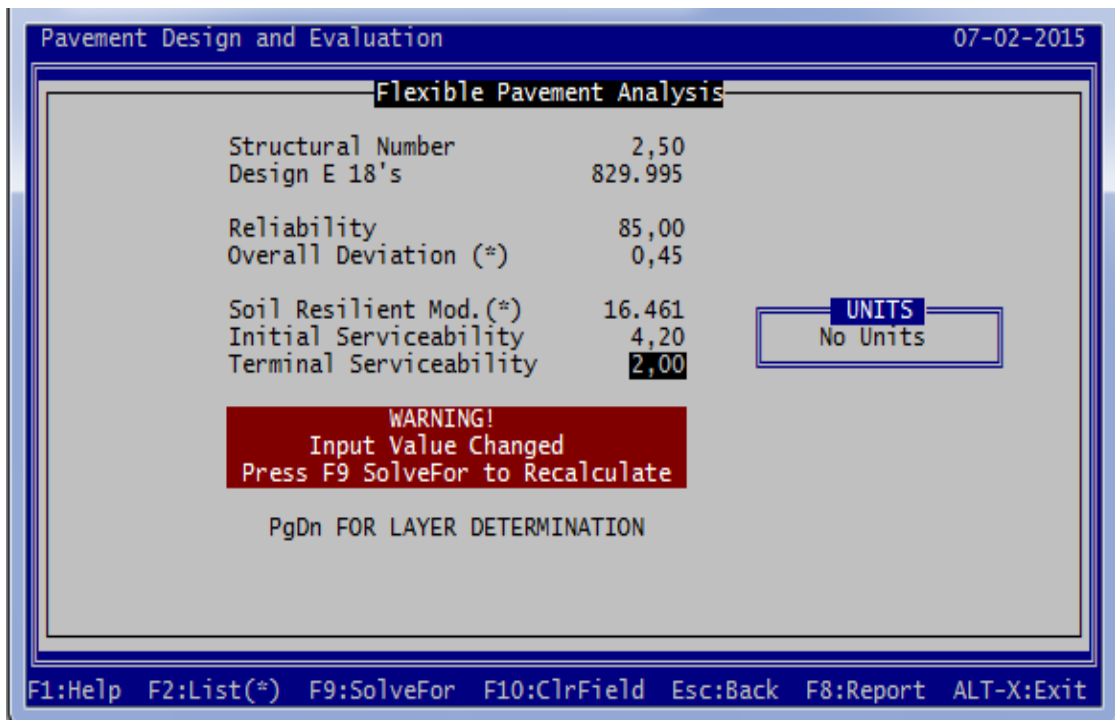 Pavement Design and Evaluation 07-02-2015
Flexible Pavement Analysis
Structural Number 2,50
Design E 18's 829.995
Reliability 85,00
Overall Deviation (*) 0,45
Soil Resilient Mod.(*) 16.461
Initial Serviceability 4,20
Terminal Serviceability 2,00
UNITS
No Units
WARNING!
Input Value Changed
Press F9 SolveFor to Recalculate
PgDn FOR LAYER DETERMINATION
F1:Help F2:List(*) F9:SolveFor F10:ClrField Esc:Back F8:Report ALT-X:Exit